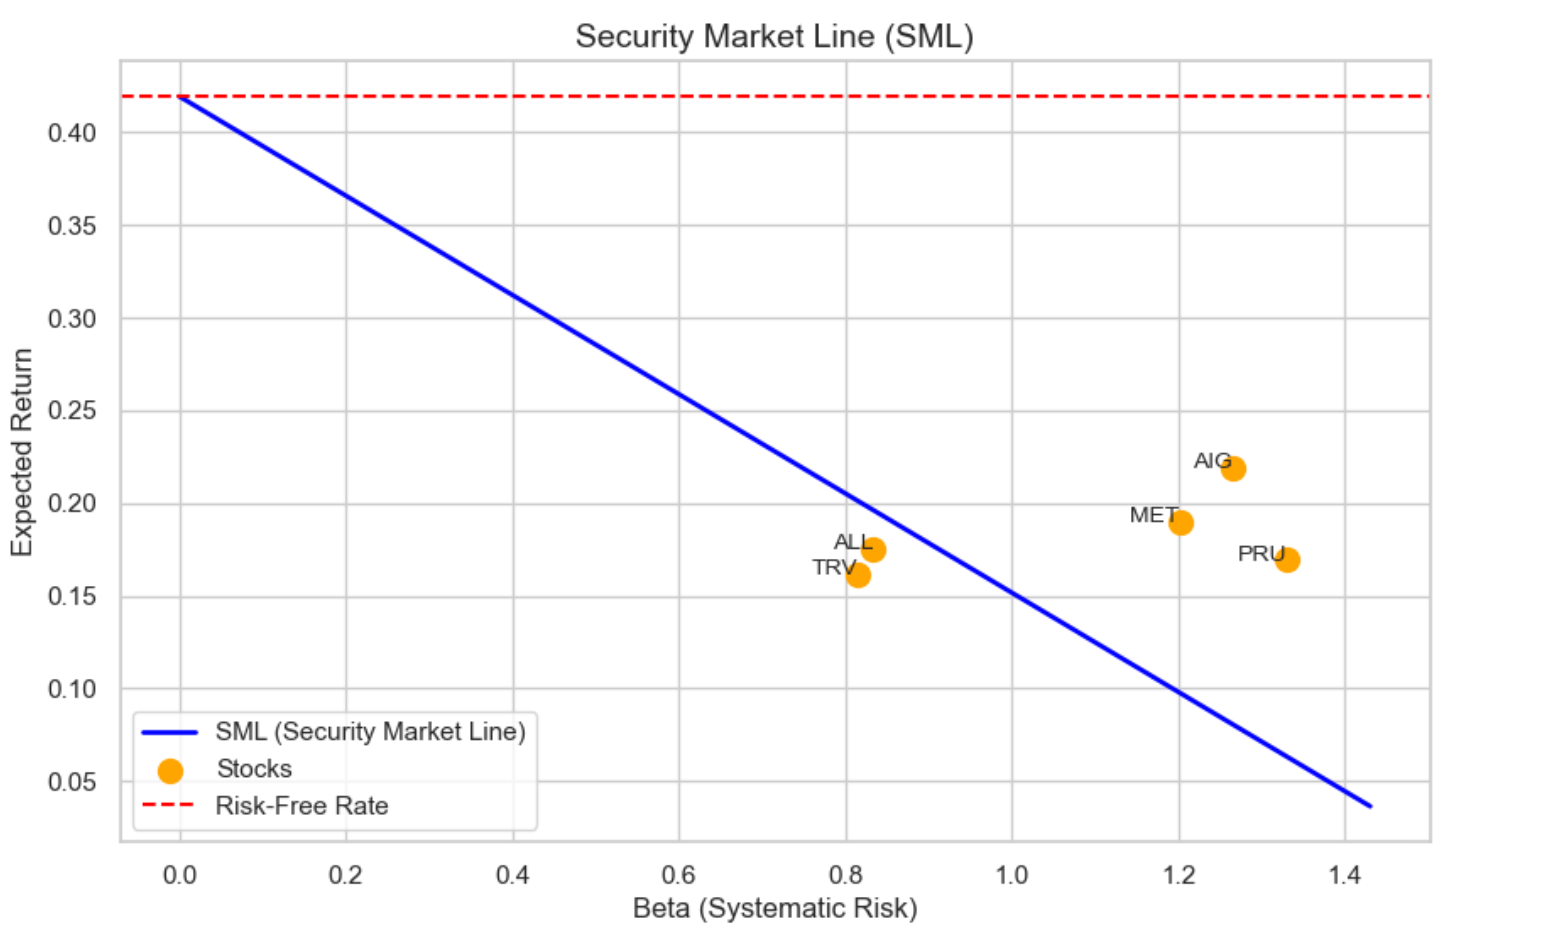 Security Market Line (SML)
0.40
0.35
0.30
0.25
0.20
0.15
0.10
0.05
Expected Return
AIG
MET
PRU
ALL
TRV
SML (Security Market Line)
Stocks
Risk-Free Rate
0.0 0.2 0.4 0.6 0.8 1.0 1.2 1.4
Beta (Systematic Risk)